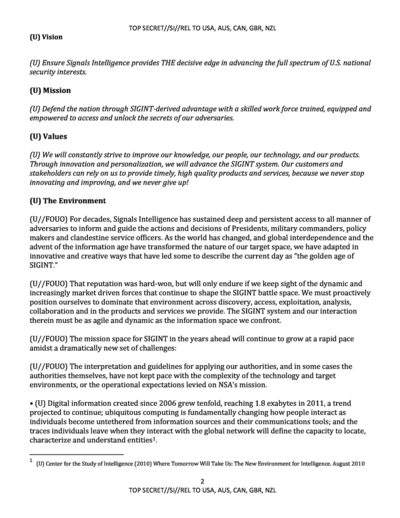 TOP SECRET//SI//REL TO USA, AUS, CAN, GBR, NZL
(U) Vision
(U) Ensure Signals Intelligence provides THE decisive edge in advancing the full spectrum of U.S. national
security interests.
(U) Mission
(U) Defend the nation through SIGINT-derived advantage with a skilled work force trained, equipped and
empowered to access and unlock the secrets of our adversaries.
(U) Values
(U) We will constantly strive to improve our knowledge, our people, our technology, and our products.
Through innovation and personalization, we will advance the SIGINT system. Our customers and
stakeholders can rely on us to provide timely, high quality products and services, because we never stop
innovating and improving, and we never give up!
(U) The Environment
(U//FOUO) For decades, Signals Intelligence has sustained deep and persistent access to all manner of
adversaries to inform and guide the actions and decisions of Presidents, military commanders, policy
makers and clandestine service officers. As the world has changed, and global interdependence and the
advent of the information age have transformed the nature of our target space, we have adapted in
innovative and creative ways that have led some to describe the current day as "the golden age of
SIGINT."
(U//FOUO) That reputation was hard-won, but will only endure if we keep sight of the dynamic and
increasingly market driven forces that continue to shape the SIGINT battle space. We must proactively
position ourselves to dominate that environment across discovery, access, exploitation, analysis,
collaboration and in the products and services we provide. The SIGINT system and our interaction
therein must be as agile and dynamic as the information space we confront.
(U//FOUO) The mission space for SIGINT in the years ahead will continue to grow at a rapid pace
amidst a dramatically new set of challenges:
(U//FOUO) The interpretation and guidelines for applying our authorities, and in some cases the
authorities themselves, have not kept pace with the complexity of the technology and target
environments, or the operational expectations levied on NSA's mission.
• (U) Digital information created since 2006 grew tenfold, reaching 1.8 exabytes in 2011, a trend
projected to continue; ubiquitous computing is fundamentally changing how people interact as
individuals become untethered from information sources and their communications tools; and the
traces individuals leave when they interact with the global network will define the capacity to locate,
characterize and understand entities¹.
1 (U) Center for the Study of Intelligence (2010) Where Tomorrow Will Take Us: The New Environment for Intelligence. August 2010
2
TOP SECRET//SI//REL TO USA, AUS, CAN, GBR, NZL